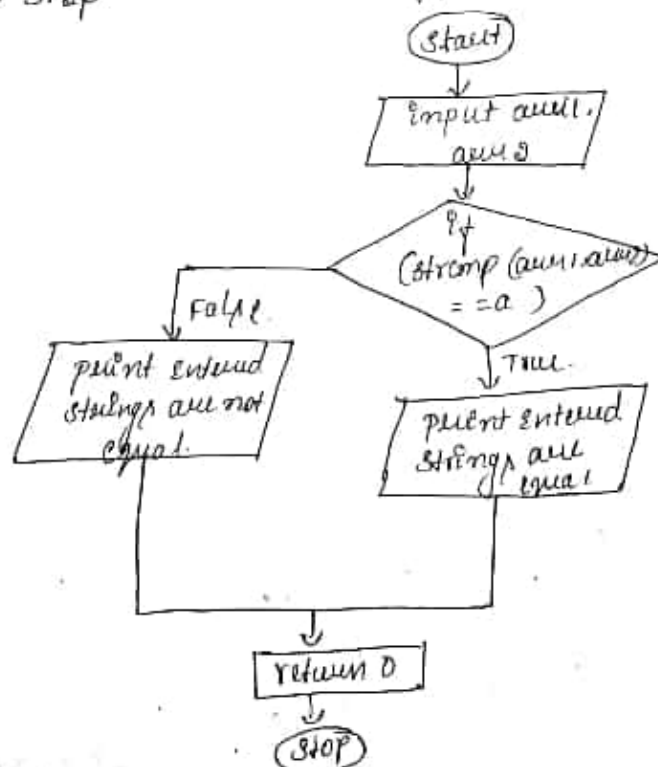 Stop
Start
input arr1,
arr2
if
(strcmp(arr1,arr2)
==a)
False.
True.
print Entered
strings are not
equal.
print Entered
strings are
equal
return 0
Stop